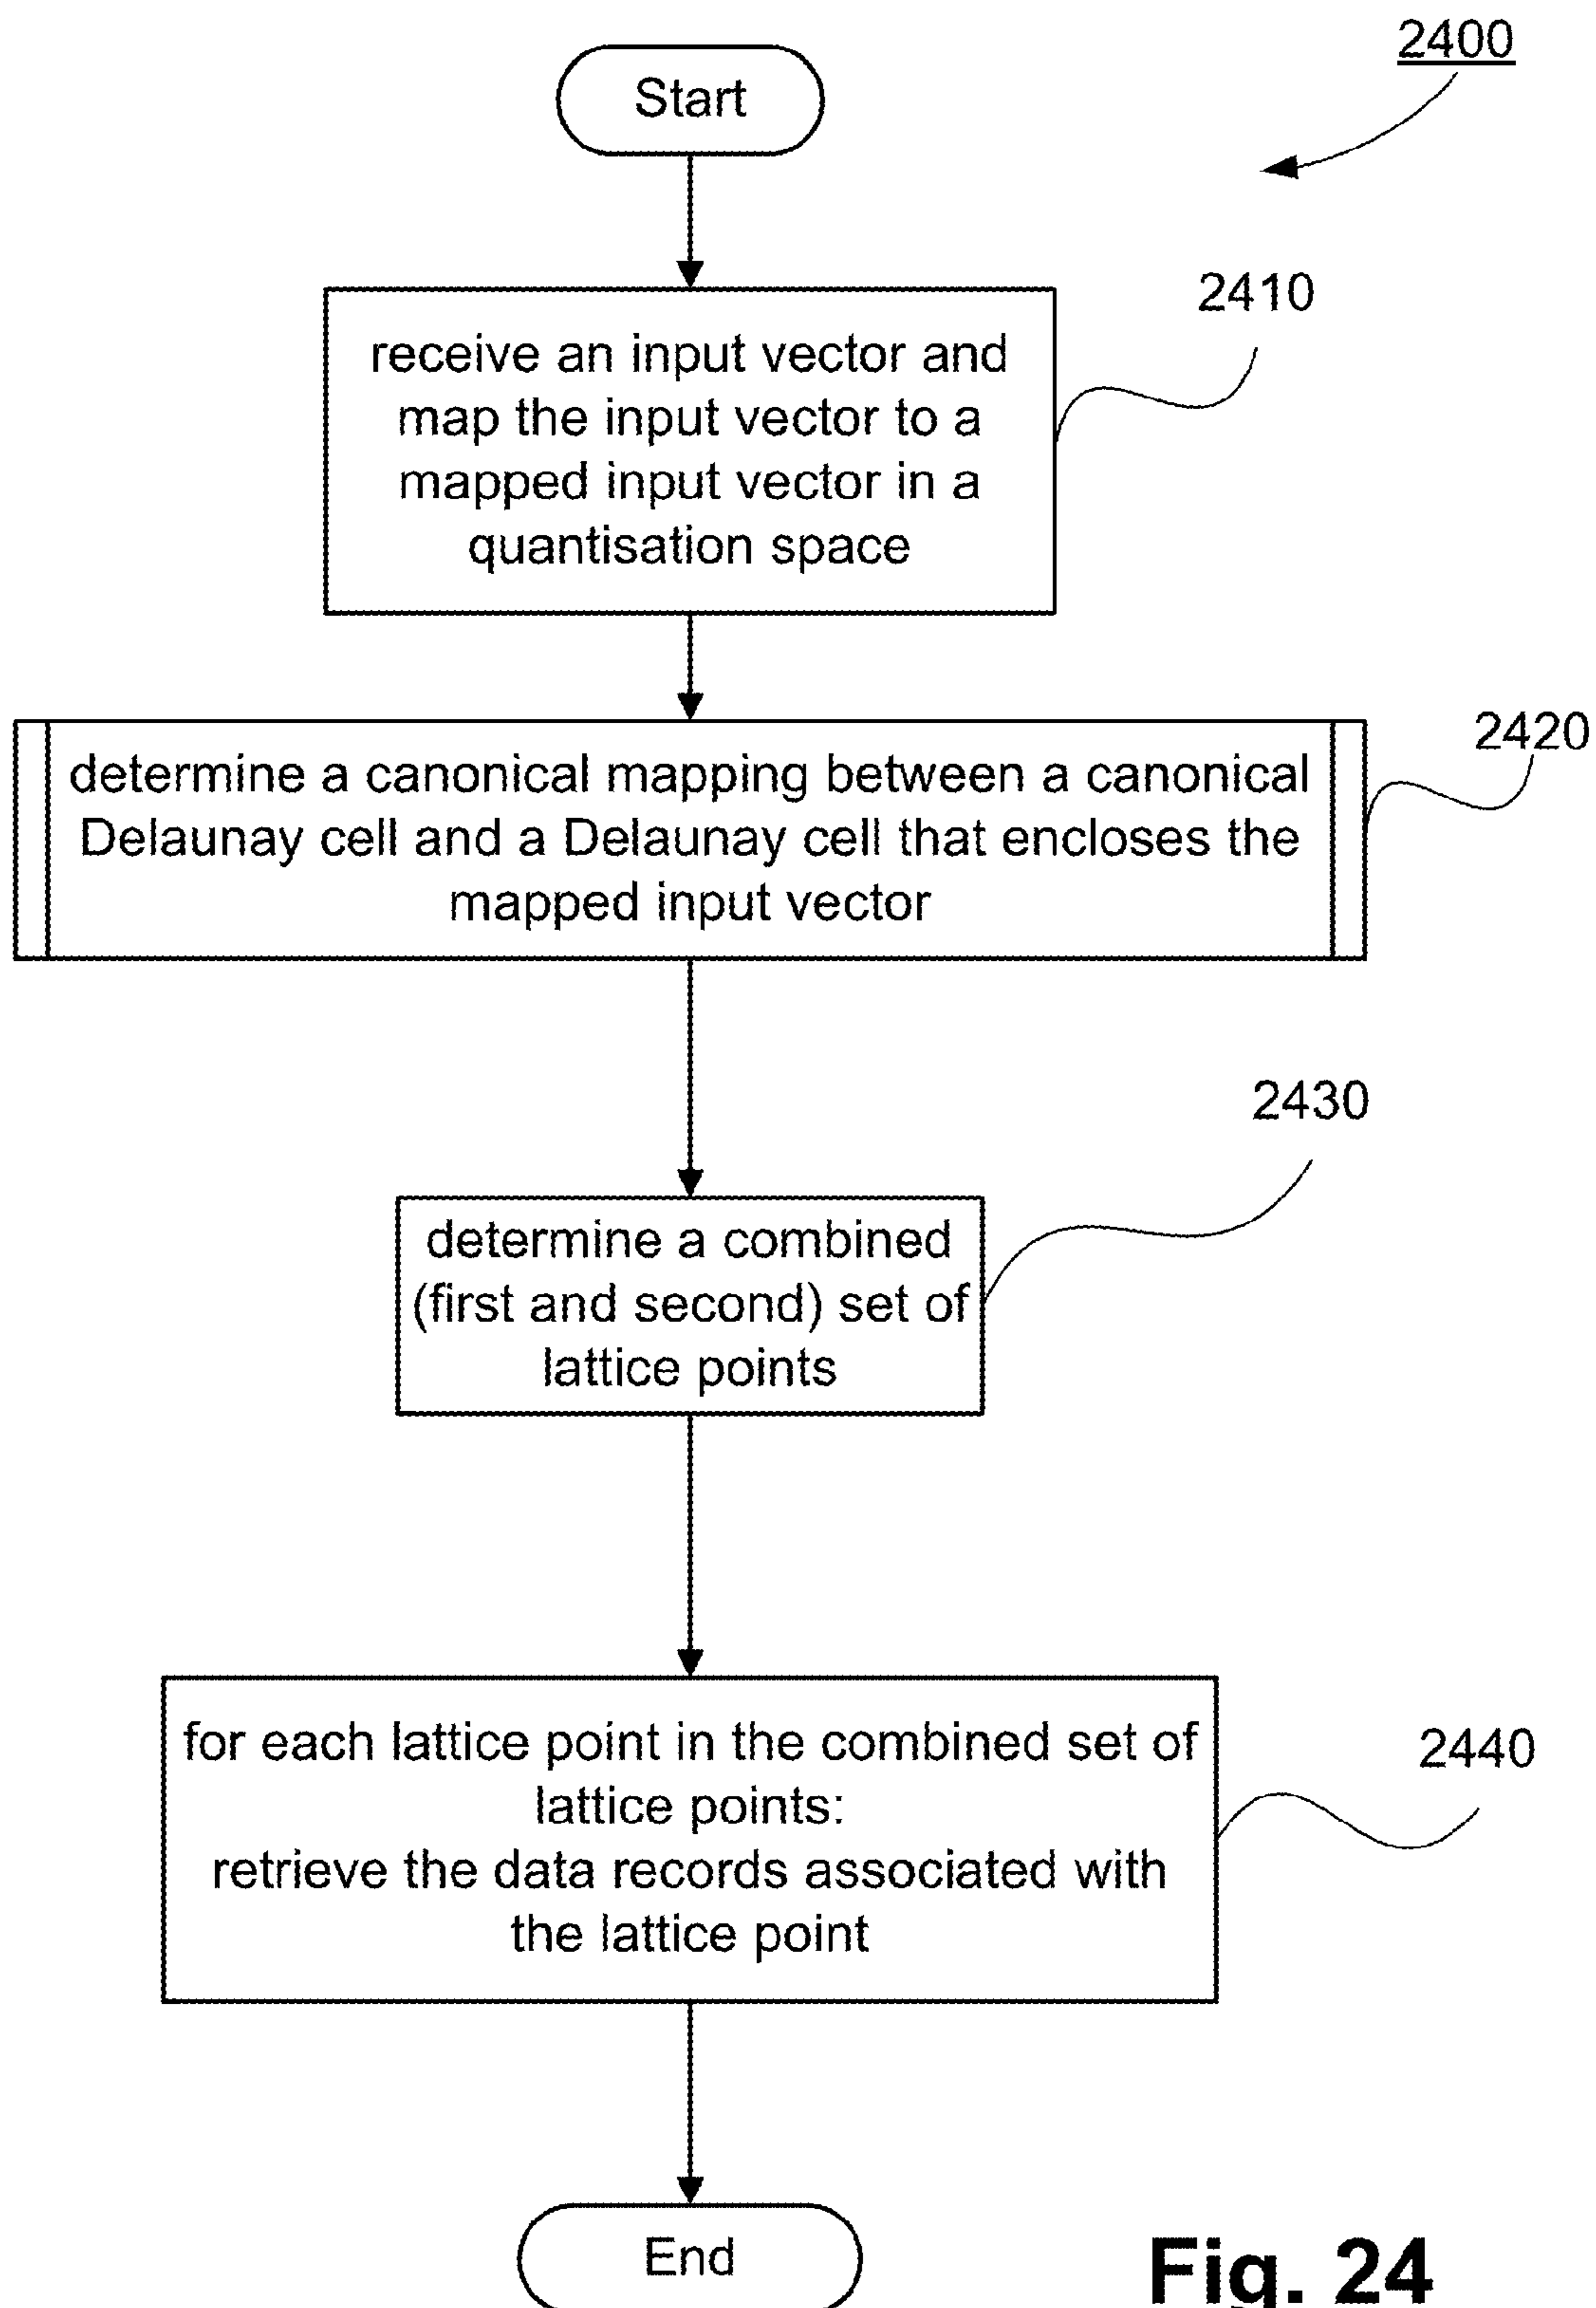 2400
Start
2410
receive an input vector and
map the input vector to a
mapped input vector in a
quantisation space
2420
determine a canonical mapping between a canonical
Delaunay cell and a Delaunay cell that encloses the
mapped input vector
2430
determine a combined
(first and second) set of
lattice points
for each lattice point in the combined set of
lattice points:
retrieve the data records associated with
the lattice point
2440
End
Fig. 24